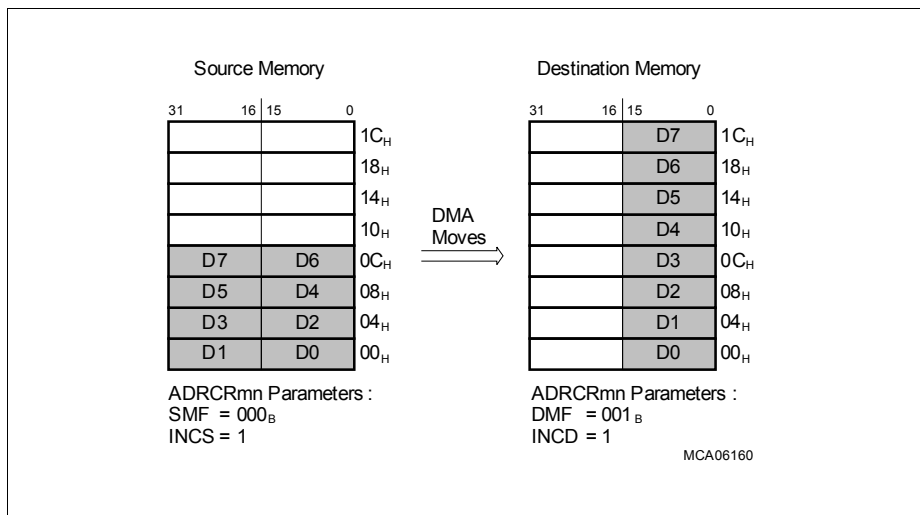 Source Memory
Destination Memory
31 16 15 0
31 16 15 0
1CH
D7 1CH
18H
D6 18H
14H
D5 14H
10H
D4 10H
DMA
Moves
D7 D6 0CH
D3 0CH
D5 D4 08H
D2 08H
D3 D2 04H
D1 04H
D1 D0 00H
D0 00H
ADRCRmn Parameters :
SMF = 000B
INCS = 1
ADRCRmn Parameters :
DMF = 001B
INCD = 1
MCA06160